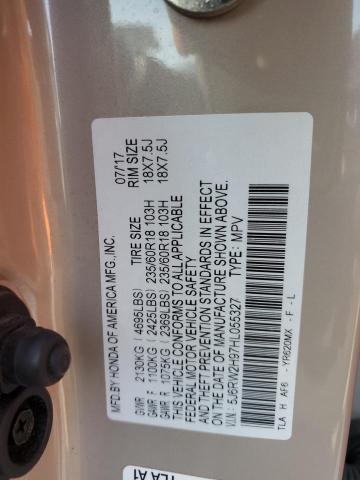 MFD.BY HONDA OF AMERICA MFG.,INC. 07/17
TIRE SIZE RIM SIZE
GVWR 2130KG (4695LBS)
GAWR F 1100KG (2425LBS) 235/60R18 103H 18X7.5J
GAWR R 1075KG (2369LBS) 235/60R18 103H 18X7.5J
THIS VEHICLE CONFORMS TO ALL APPLICABLE
FEDERAL MOTOR VEHICLE SAFETY
AND THEFT PREVENTION STANDARDS IN EFFECT
ON THE DATE OF MANUFACTURE SHOWN ABOVE.
V.I.N.: 5J6RW2H97HL055327 TYPE: MPV
TLA H AF6 -YR620MX -F -L
TLA A1